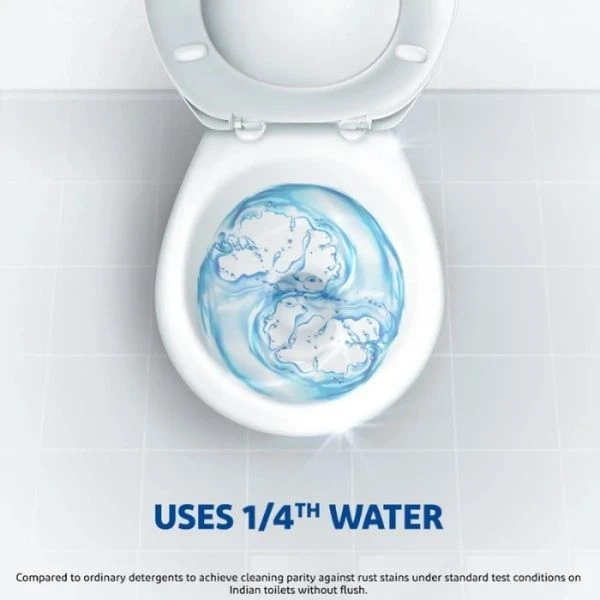 USES 1/4TH WATER
Compared to ordinary detergents to achieve cleaning parity against rust stains under standard test conditions on
Indian toilets without flush.